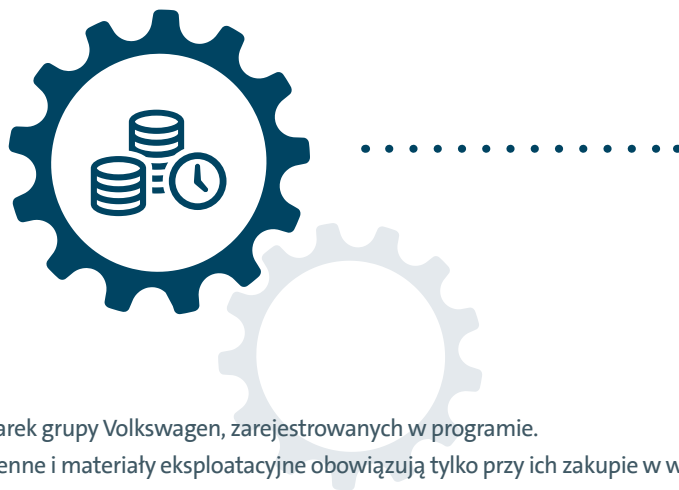 arek grupy Volkswagen, zarejestrowanych w programie.
enne i materiały eksploatacyjne obowiązują tylko przy ich zakupie w w